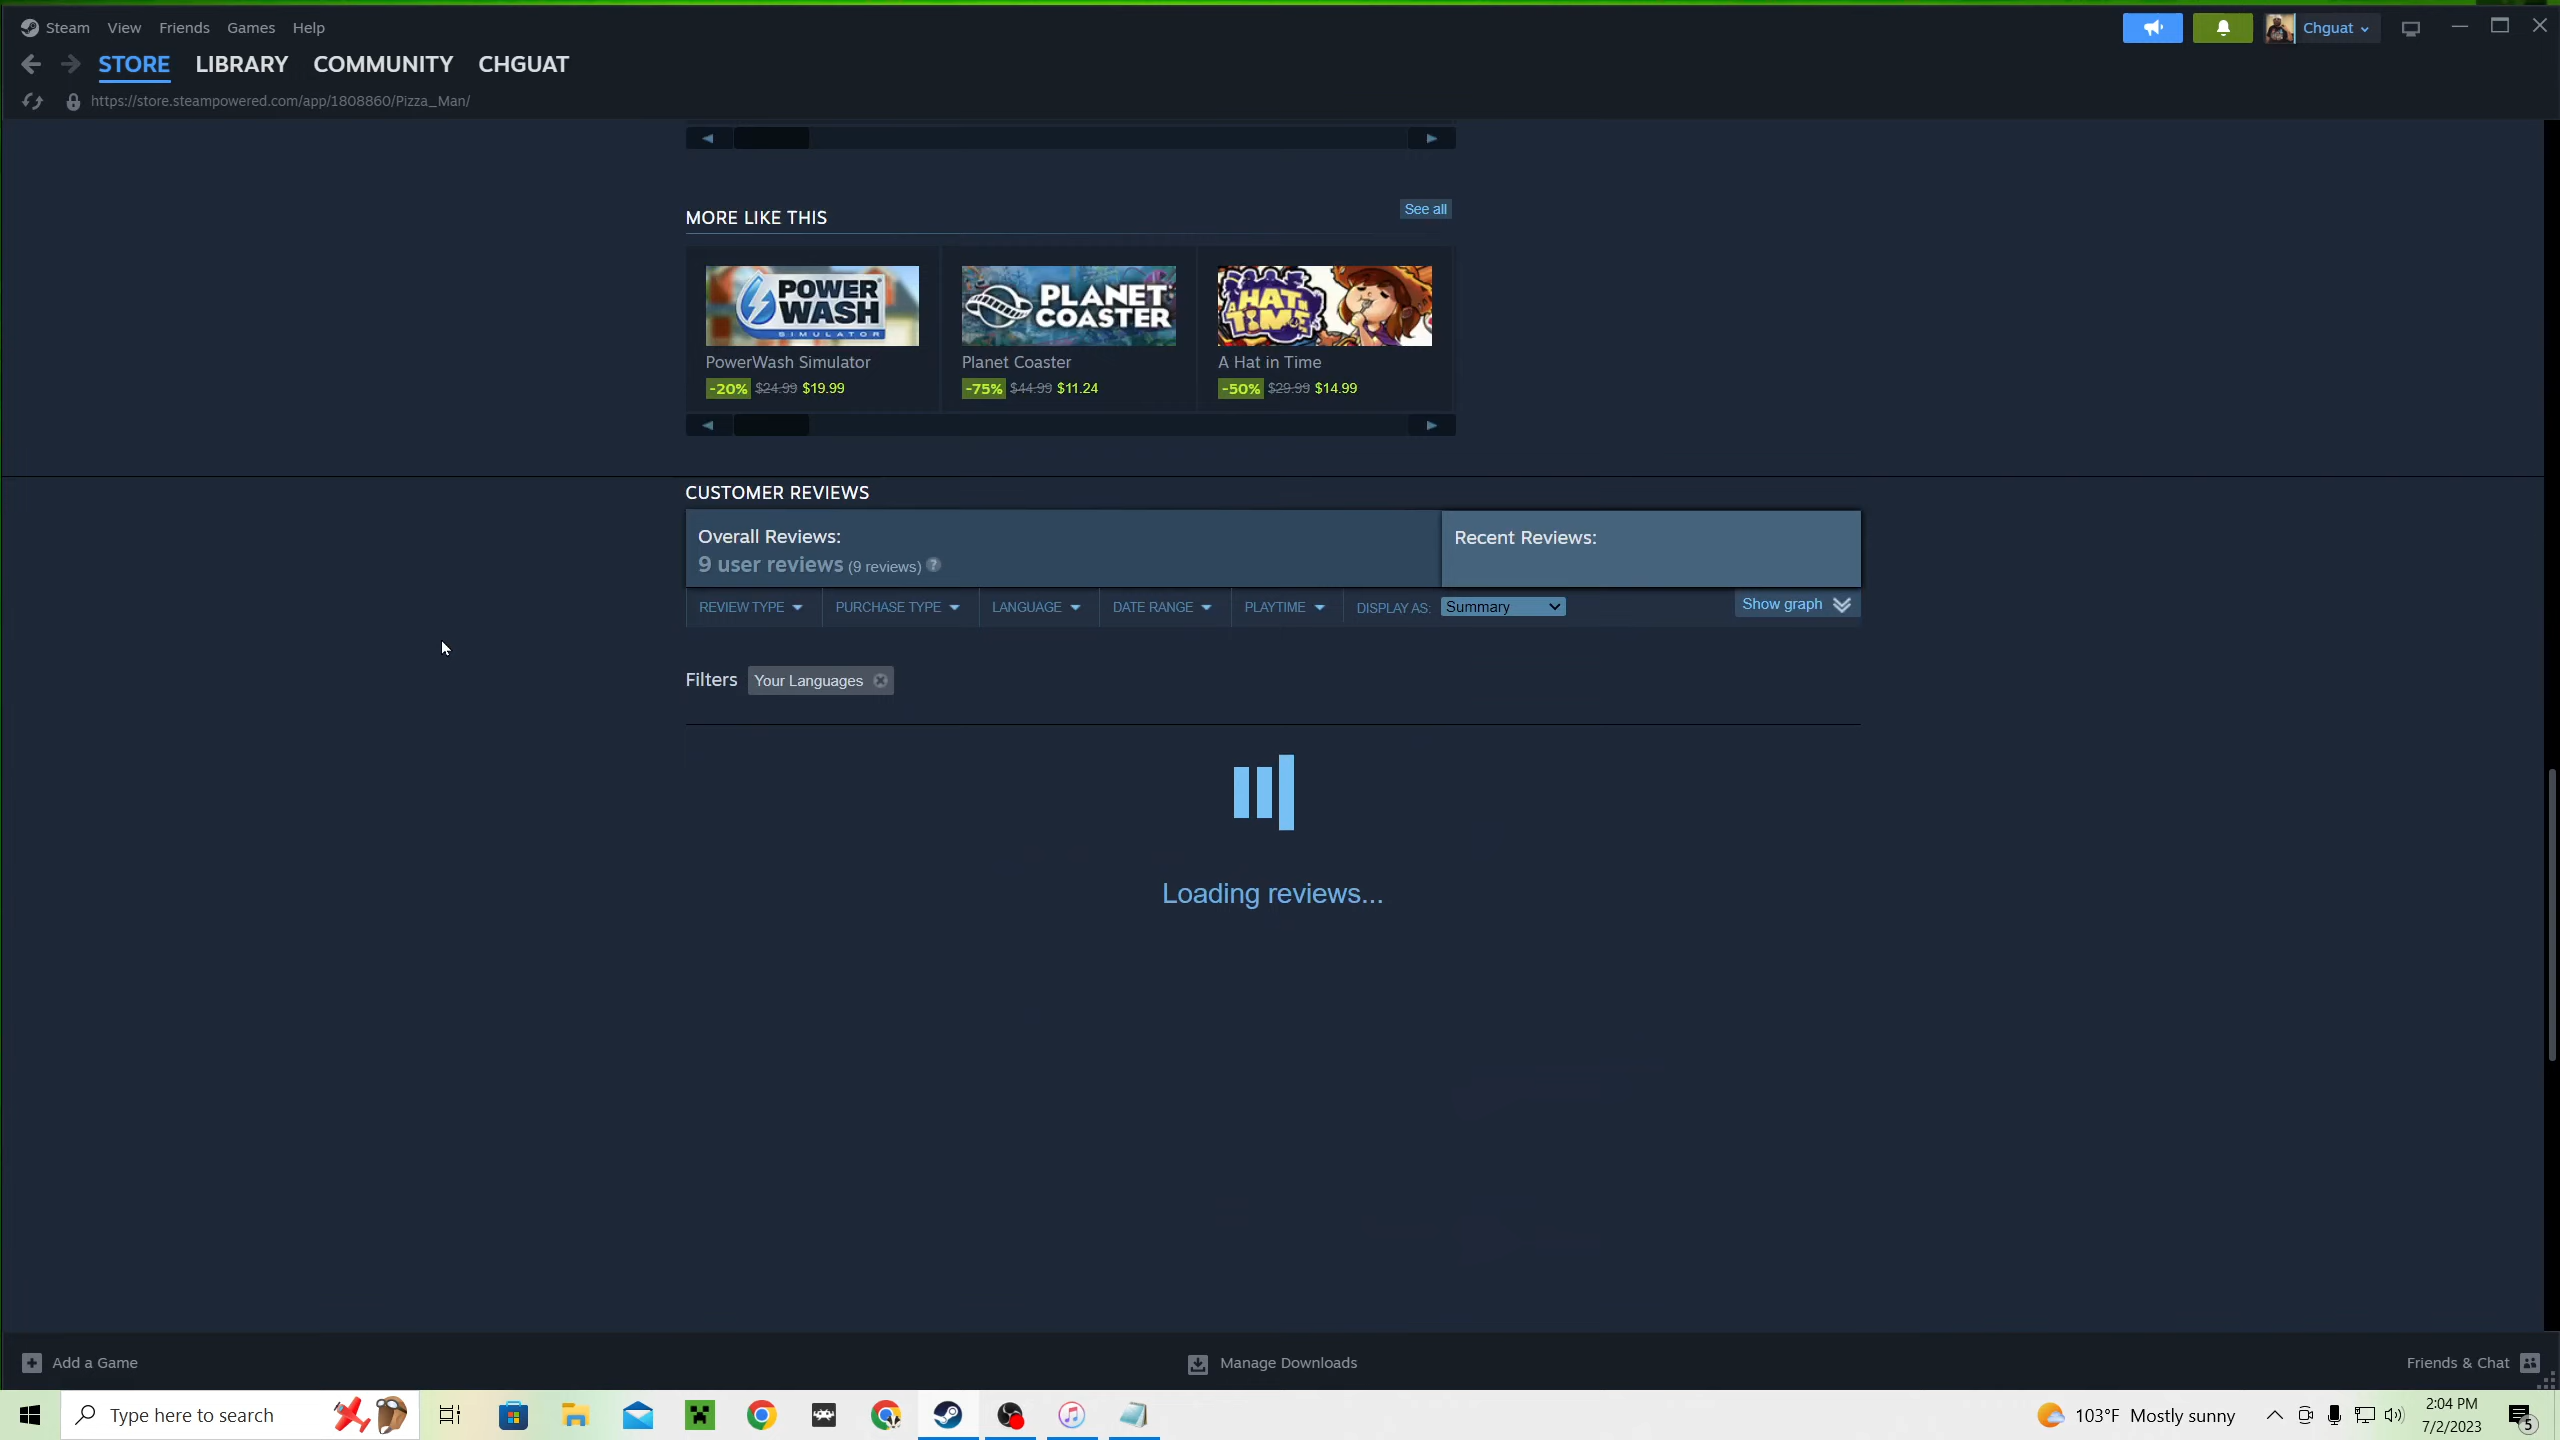 Steam View Friends Games Help
Chguat
STORE LIBRARY COMMUNITY CHGUAT
https://store.steampowered.com/app/1808860/Pizza_Man/
MORE LIKE THIS
See all
POWER WASH SIMULATOR
PLANET COASTER
A HAT IN TIME
PowerWash Simulator
Planet Coaster
A Hat in Time
-20% $24.99 $19.99
-75% $44.99 $11.24
-50% $29.99 $14.99
CUSTOMER REVIEWS
Overall Reviews:
9 user reviews (9 reviews) ?
Recent Reviews:
REVIEW TYPE PURCHASE TYPE LANGUAGE DATE RANGE PLAYTIME DISPLAY AS: Summary Show graph
Filters Your Languages
Loading reviews...
Add a Game
Manage Downloads
Friends & Chat
Type here to search
103°F Mostly sunny
2:04 PM
7/2/2023
5